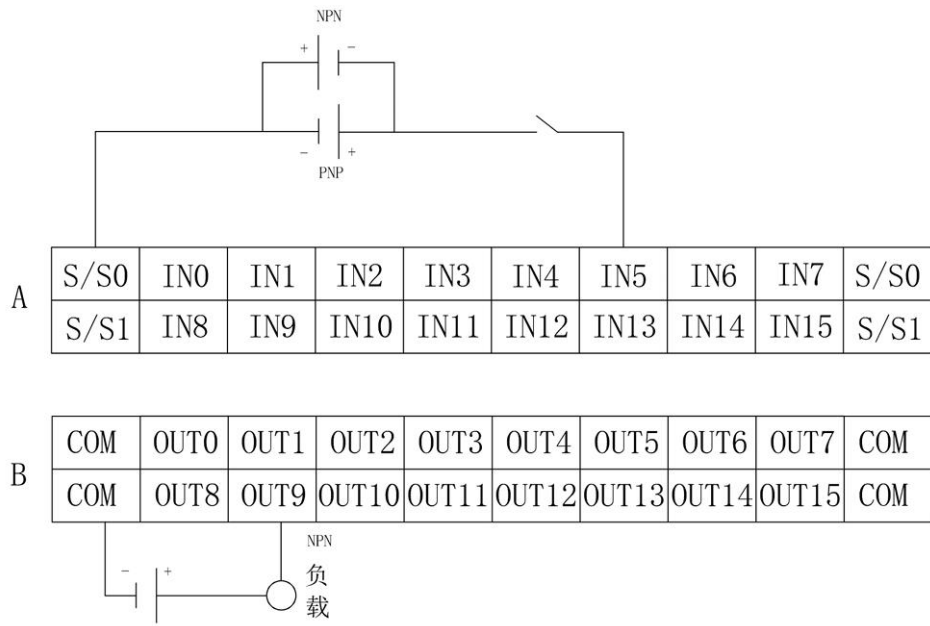 NPN
+ -
- +
PNP
A
S/S0 IN0 IN1 IN2 IN3 IN4 IN5 IN6 IN7 S/S0
S/S1 IN8 IN9 IN10 IN11 IN12 IN13 IN14 IN15 S/S1
B
COM OUT0 OUT1 OUT2 OUT3 OUT4 OUT5 OUT6 OUT7 COM
COM OUT8 OUT9 OUT10 OUT11 OUT12 OUT13 OUT14 OUT15 COM
- +
NPN
负
载